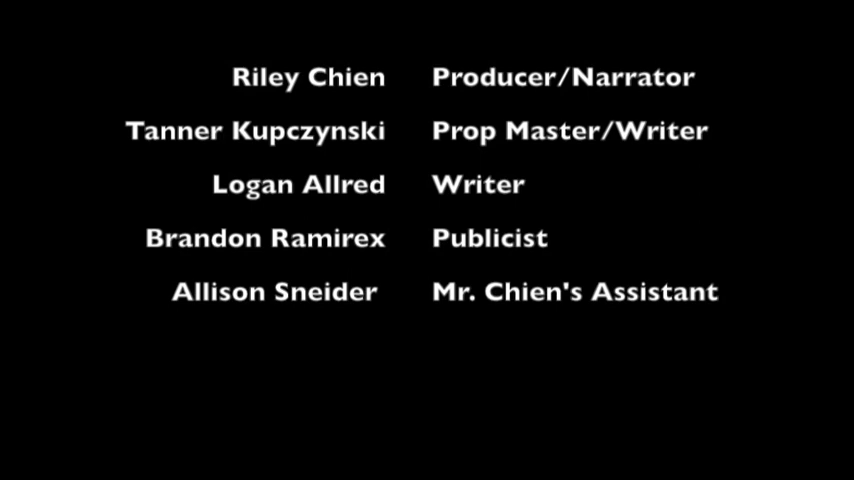 Riley Chien Producer/Narrator
Tanner Kupczynski Prop Master/Writer
Logan Allred Writer
Brandon Ramirex Publicist
Allison Sneider Mr. Chien's Assistant